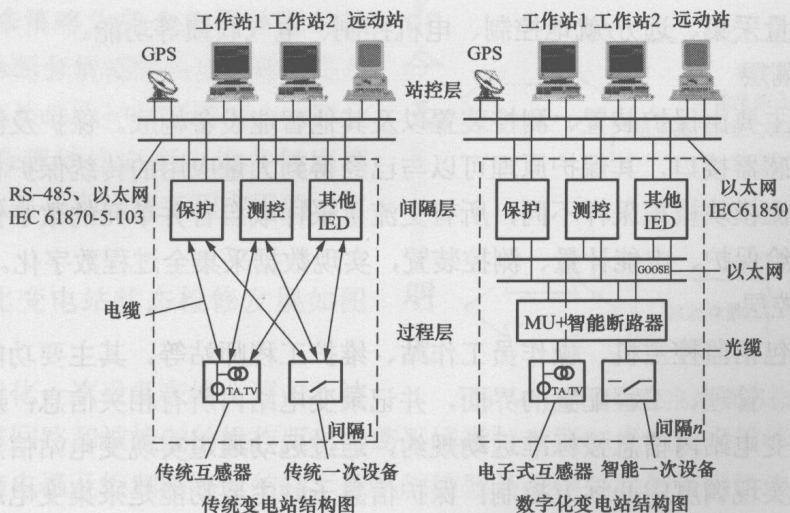 工作站1 工作站2 远动站
GPS
工作站1 工作站2 远动站
GPS
站控层
RS-485、以太网
IEC 61870-5-103
保护
测控
其他
IED
间隔层
保护
测控
其他
IED
以太网
IEC61850
GOOSE
以太网
电缆
过程层
MU+智能断路器
光缆
TATV
间隔1
TATV
间隔n
传统互感器 传统一次设备
电子式互感器 智能一次设备
传统变电站结构图
数字化变电站结构图